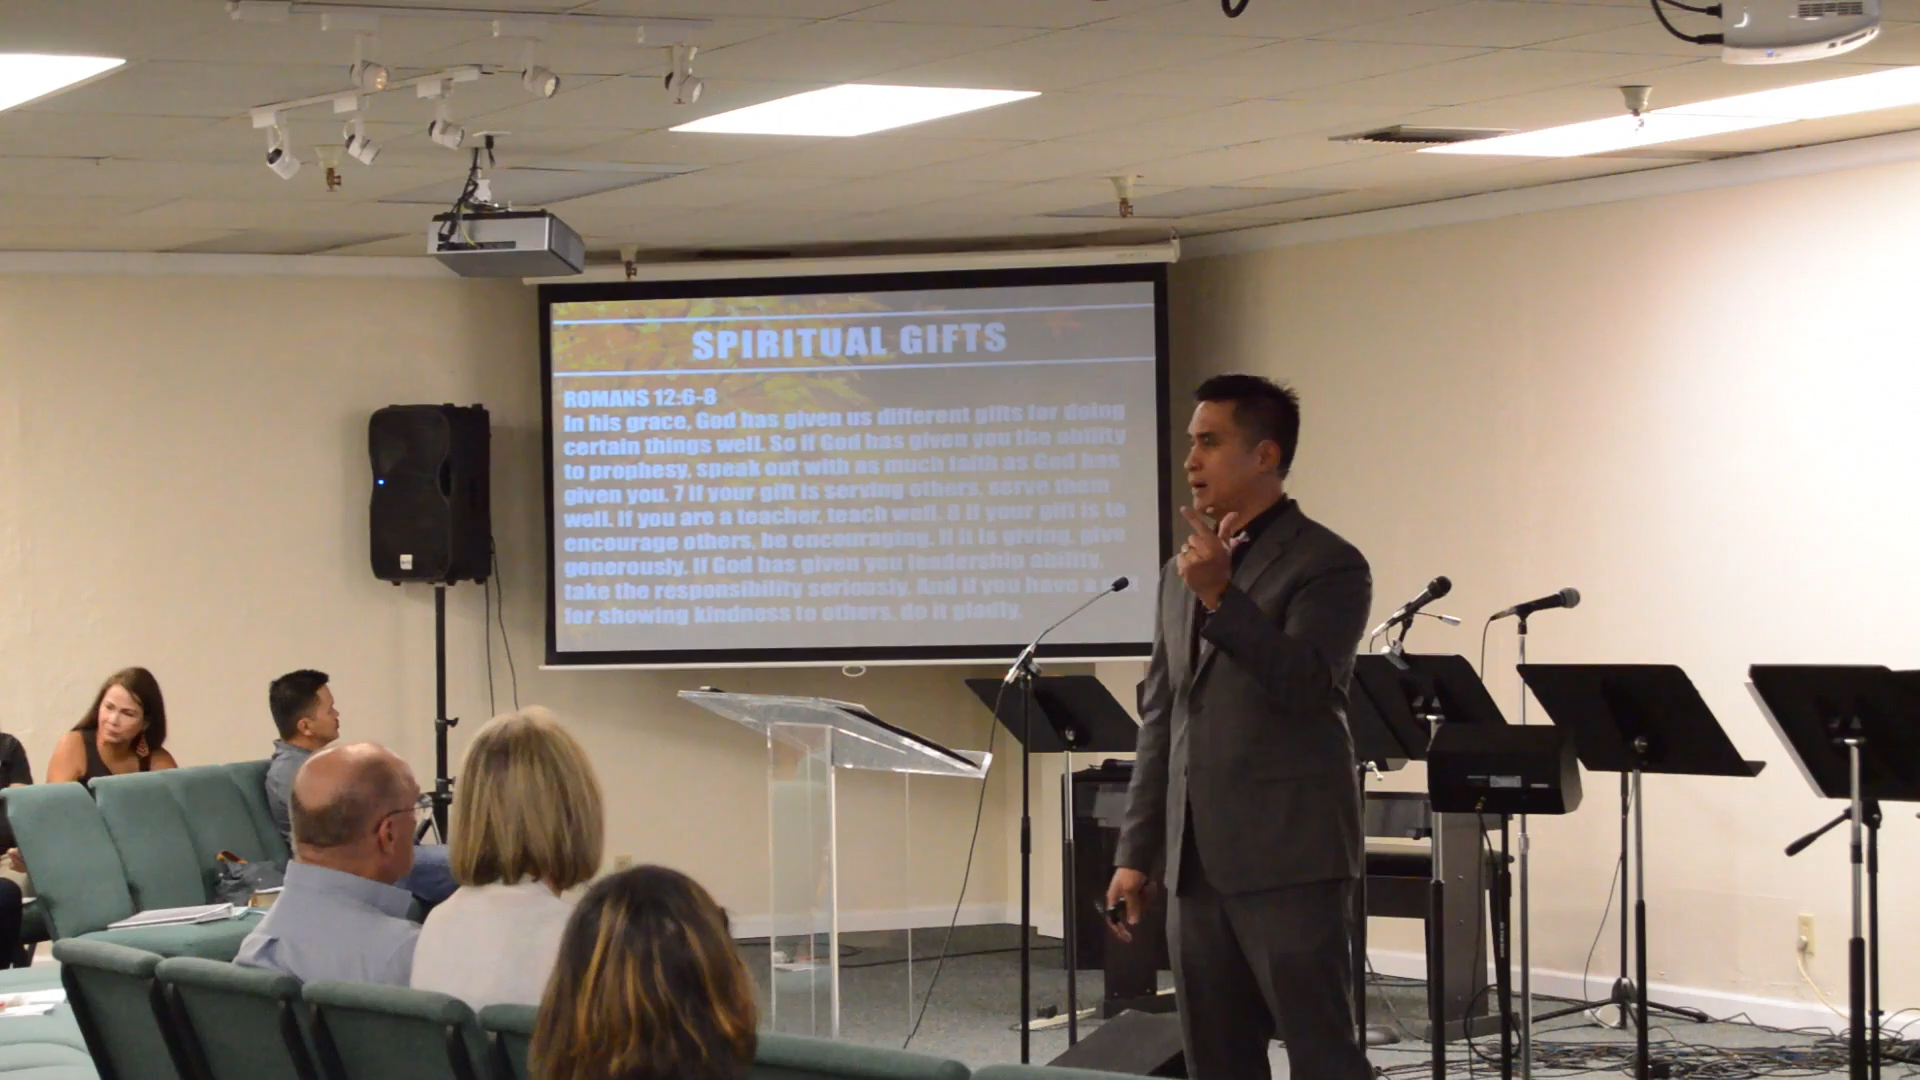 SPIRITUAL GIFTS
ROMANS 12:6-8
In his grace, God has given us different gifts for doing
certain things well. So if God has given you the ability
to prophesy, speak out with as much faith as God has
given you. 7 If your gift is serving others, serve them
well. If you are a teacher, teach well. 8 If your gift is to
encourage others, be encouraging. If it is giving, give
generously. If God has given you leadership ability,
take the responsibility seriously. And if you have a
for showing kindness to others, do it gladly.